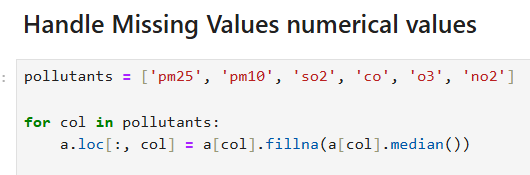 Handle Missing Values numerical values
: pollutants = ['pm25', 'pm10', 'so2', 'co', 'o3', 'no2']
for col in pollutants:
    a.loc[:, col] = a[col].fillna(a[col].median())